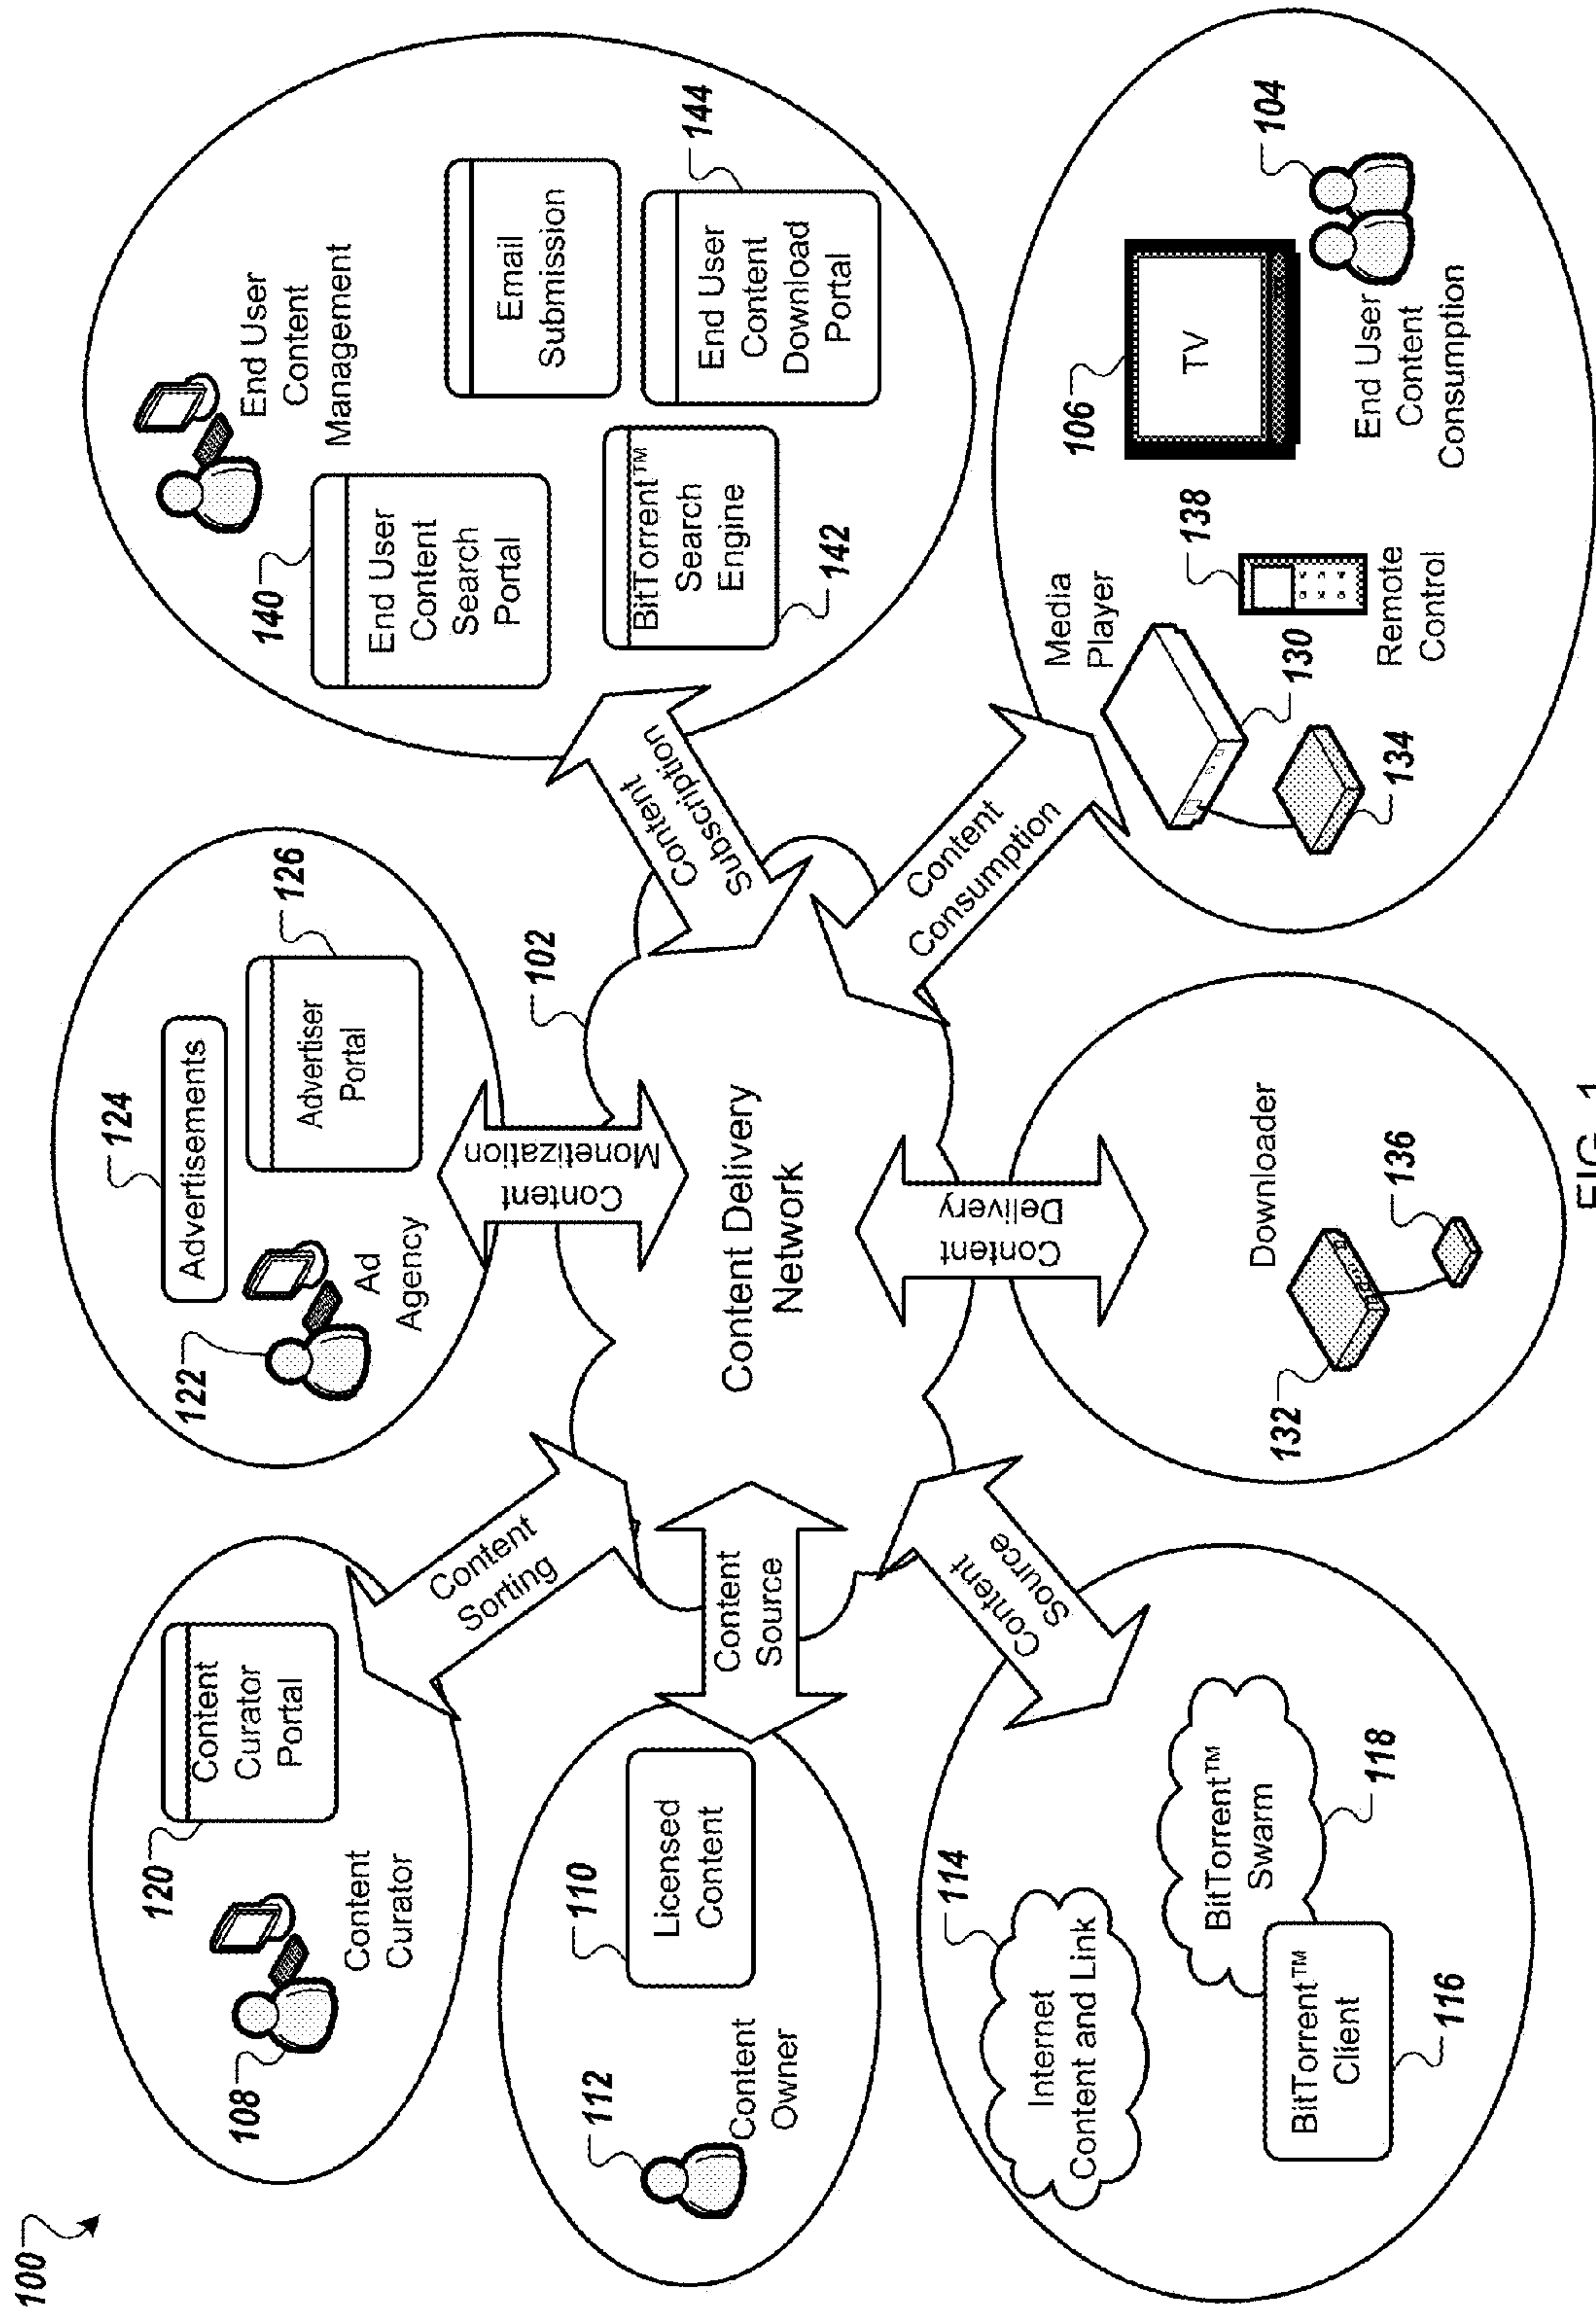 100
108
120
Content
Curator
Portal
Content
Curator
Content
Sorting
122
124
Advertisements
126
Advertiser
Portal
Ad
Agency
Content
Monetization
140
End User
Content
Management
End User
Content
Search
Portal
Email
Submission
BitTorrent™
Search
Engine
142
144
End User
Content
Download
Portal
Content
Subscription
112
Content
Owner
110
Licensed
Content
Content
Source
102
Content Delivery
Network
Content
Consumption
114
Internet
Content and Link
BitTorrent™
Swarm
118
BitTorrent™
Client
116
Content
Source
Content
Delivery
Downloader
132
136
Media
Player
130
134
138
Remote
Control
106
TV
104
End User
Content
Consumption
FIG. 1